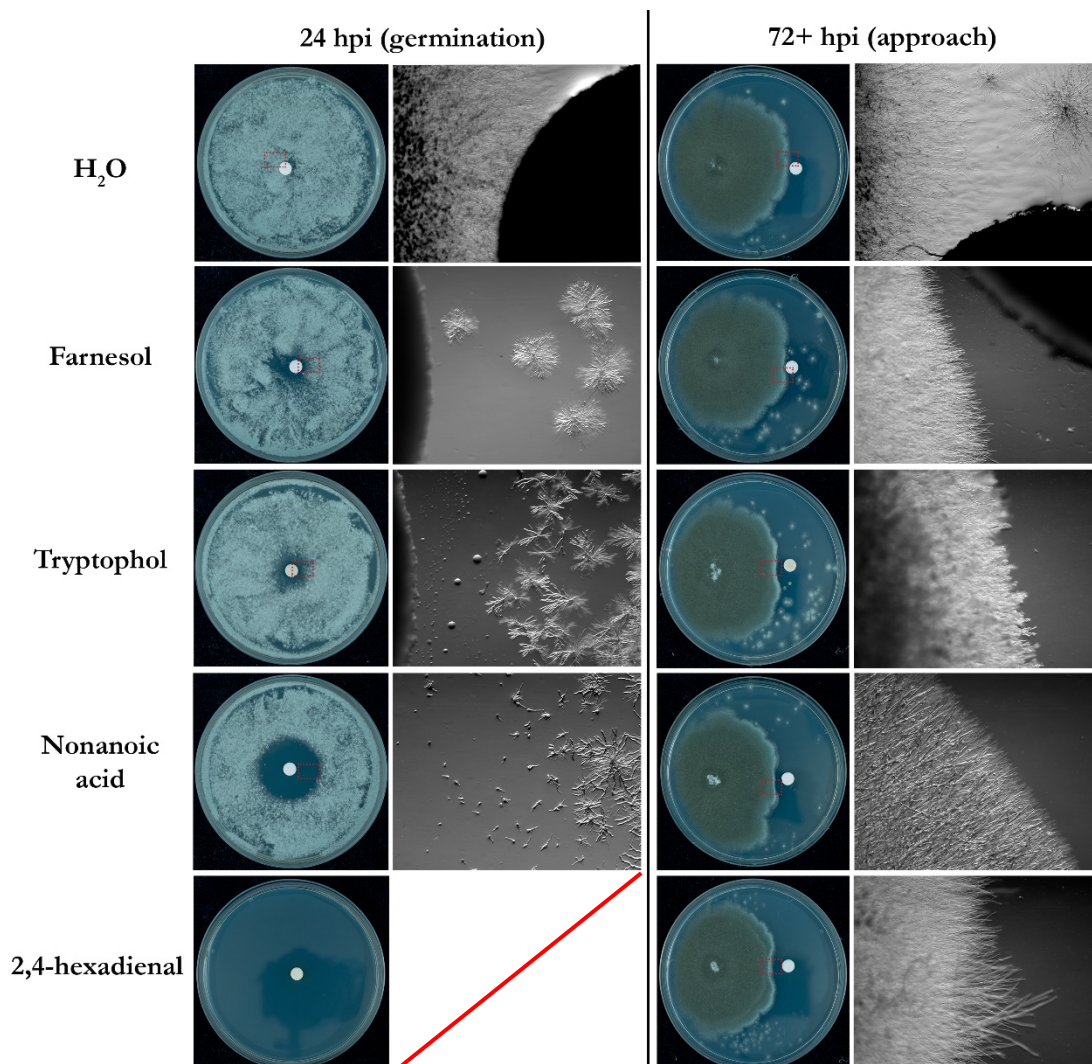 24 hpi (germination)
72+ hpi (approach)
H₂O
Farnesol
Tryptophol
Nonanoic
acid
2,4-hexadienal